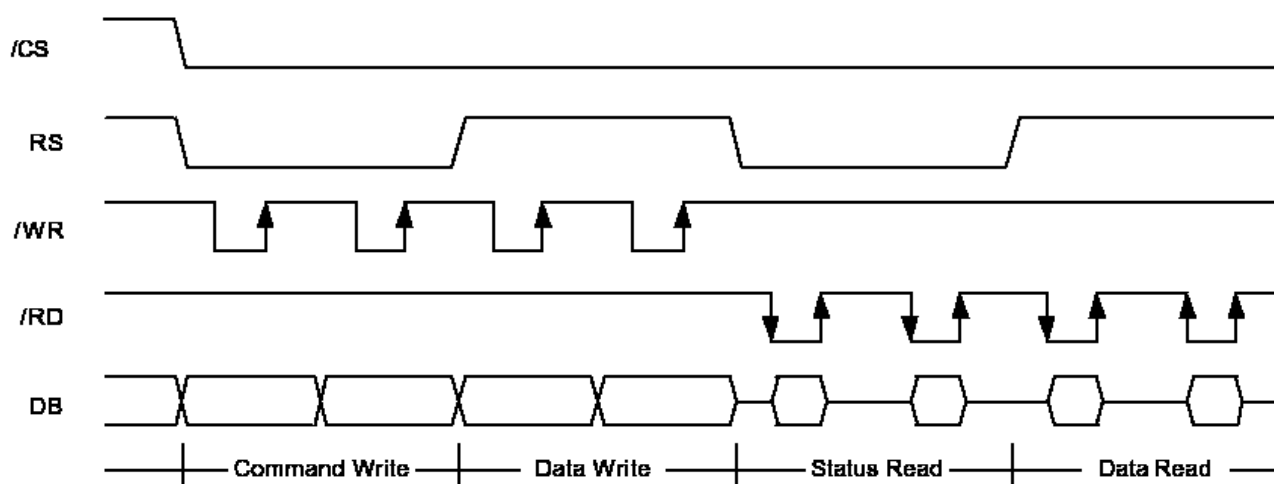 /CS
RS
/WR
/RD
DB
Command Write Data Write Status Read Data Read